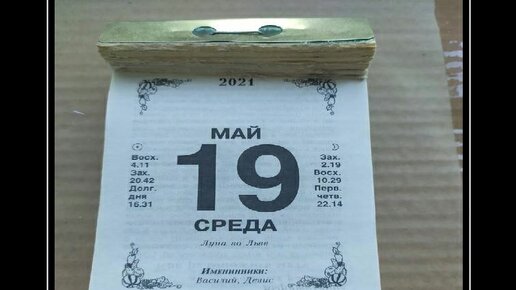 2021
МАЙ
Восх.
4.11
Зах.
20.42
Долг.
дня
16.31
19
Зах.
2.19
Восх.
10.29
Перв.
четв.
22.14
СРЕДА
Луна во Льве
Именинники:
Василий, Денис